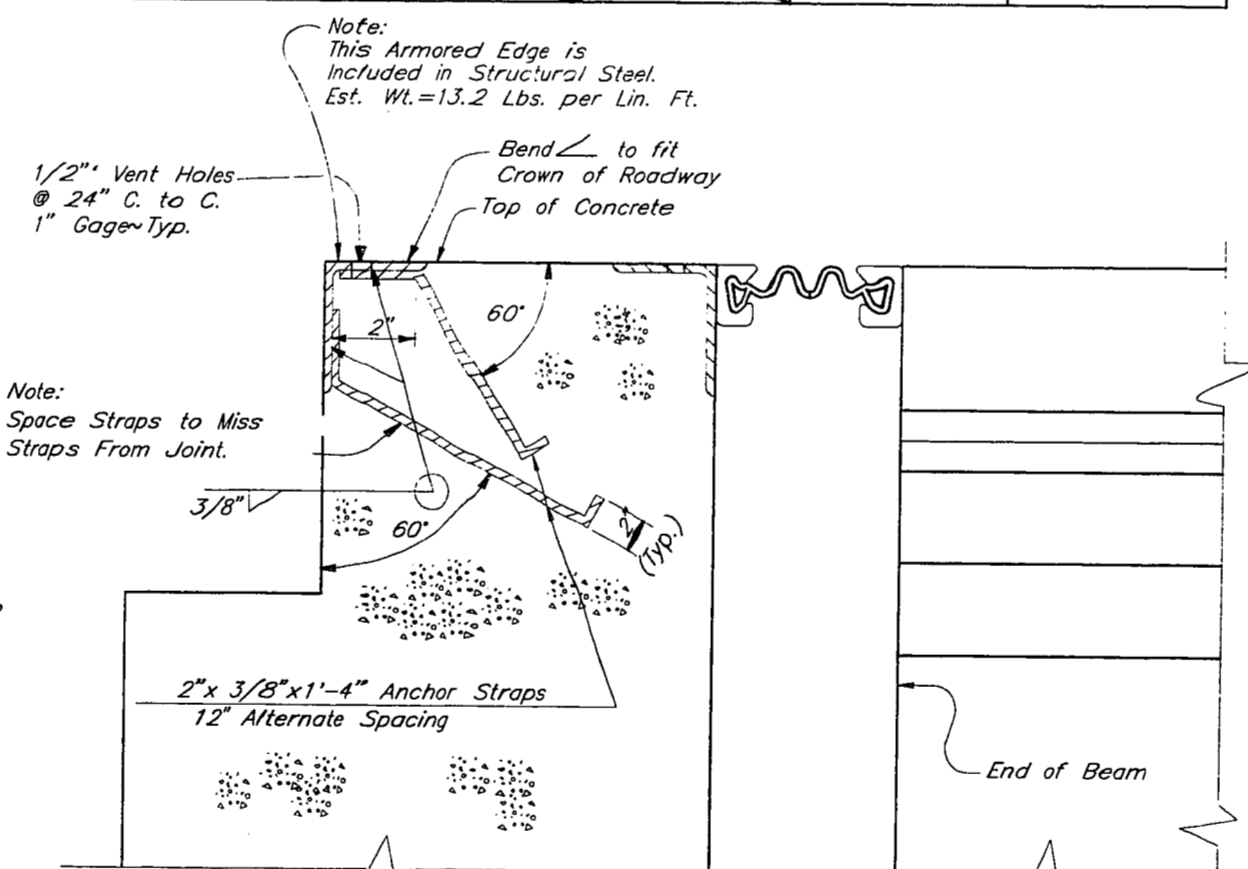 Note:
This Armored Edge is
Included in Structural Steel.
Est. Wt.=13.2 Lbs. per Lin. Ft.
Bend to fit
Crown of Roadway
1/2" Vent Holes
@ 24" C. to C.
1" Gage~Typ.
Top of Concrete
60°
2"
Note:
Space Straps to Miss
Straps From Joint.
3/8"
60°
2"
(Typ.)
2"x 3/8"x1'-4" Anchor Straps
12" Alternate Spacing
End of Beam